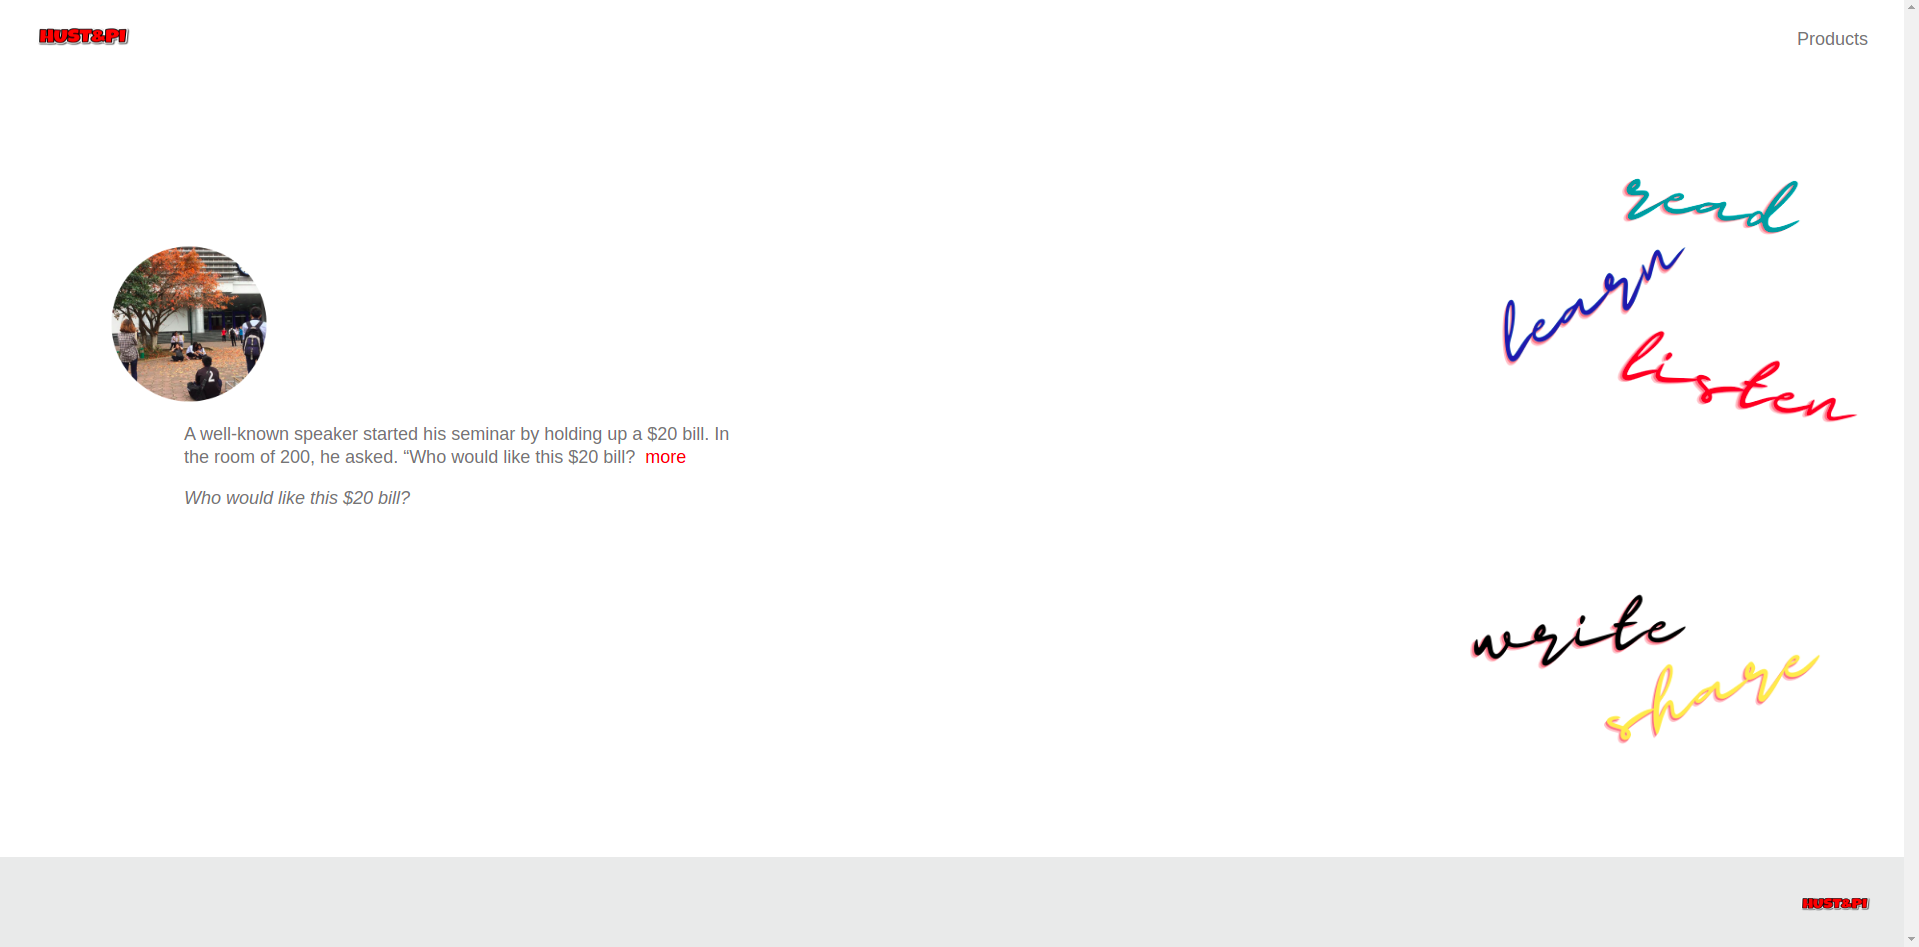 HUST&PI
Products
read
learn
listen
2
A well-known speaker started his seminar by holding up a $20 bill. In
the room of 200, he asked. “Who would like this $20 bill?  more
Who would like this $20 bill?
write
share
HUST&PI